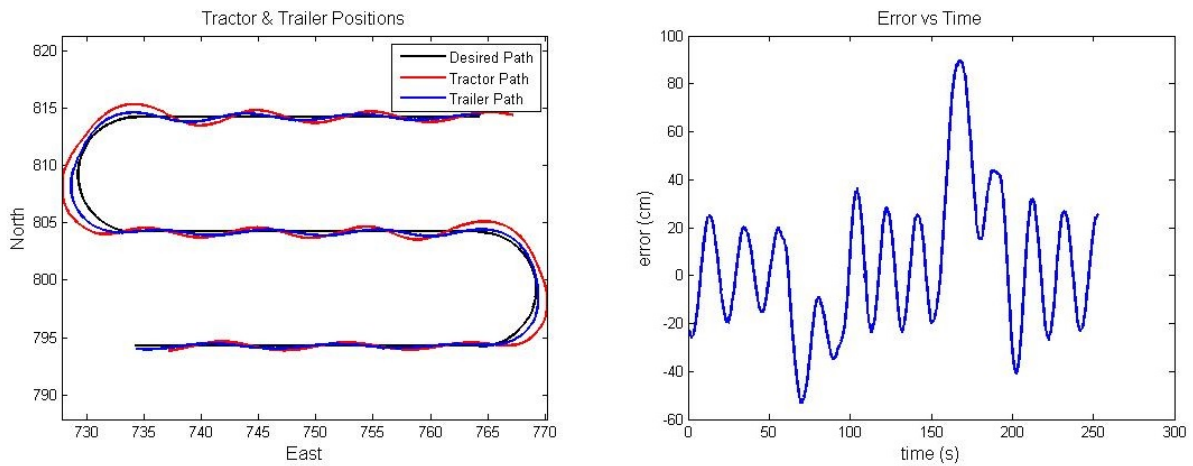 Tractor & Trailer Positions
820
815
810
805
800
795
790
North
730 735 740 745 750 755 760 765 770
East
Desired Path
Tractor Path
Trailer Path
Error vs Time
100
80
60
40
20
0
-20
-40
-60
error (cm)
0 50 100 150 200 250 300
time (s)